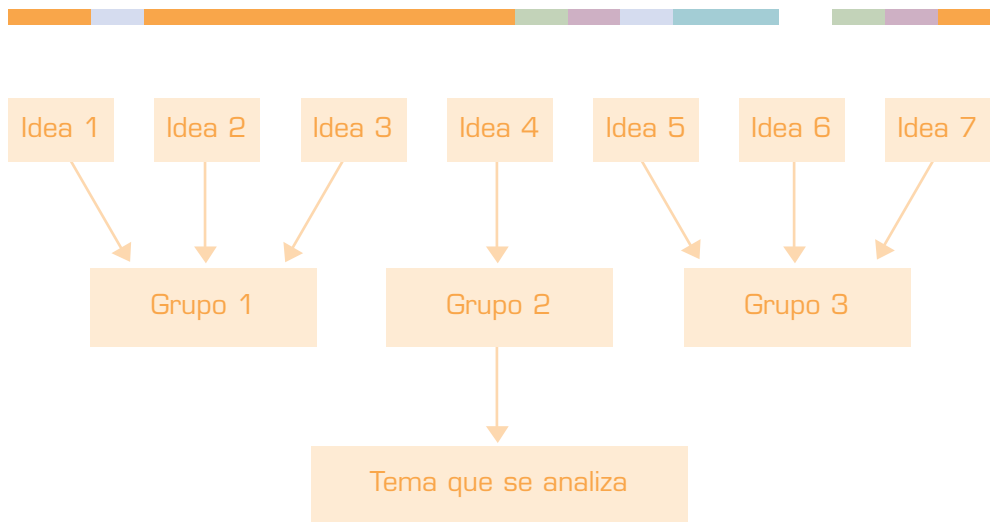 Idea 1 Idea 2 Idea 3 Idea 4 Idea 5 Idea 6 Idea 7
Grupo 1 Grupo 2 Grupo 3
Tema que se analiza